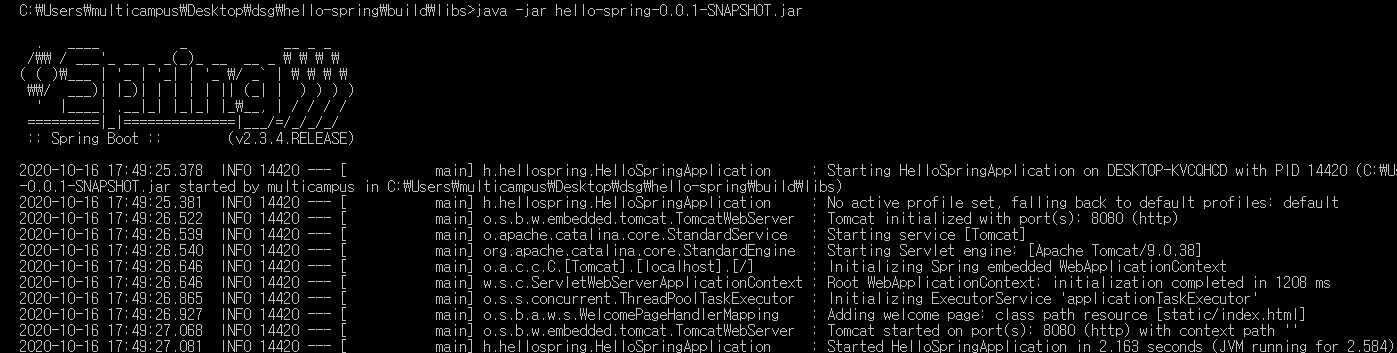 C:₩Users₩multicampus₩Desktop₩dsg₩hello-spring₩build₩libs>java -jar hello-spring-0.0.1-SNAPSHOT.jar
  .   ____          _            __ _ _
 /₩₩ / ___'_ __ _ _(_)_ __  __ _ ₩ ₩ ₩ ₩
( ( )₩___ | '_ | '_| | '_ ₩/ _` | ₩ ₩ ₩ ₩
 ₩₩/  ___)| |_)| | | | | || (_| |  ) ) ) )
  '  |____| .__|_| |_|_| |_₩__, | / / / /
 =========|_|==============|___/=/_/_/_/
 :: Spring Boot ::        (v2.3.4.RELEASE)
2020-10-16 17:49:25.378  INFO 14420 --- [           main] h.hellospring.HelloSpringApplication     : Starting HelloSpringApplication on DESKTOP-KVCQHCD with PID 14420 (C:₩Us
-0.0.1-SNAPSHOT.jar started by multicampus in C:₩Users₩multicampus₩Desktop₩dsg₩hello-spring₩build₩libs)
2020-10-16 17:49:25.381  INFO 14420 --- [           main] h.hellospring.HelloSpringApplication     : No active profile set, falling back to default profiles: default
2020-10-16 17:49:26.522  INFO 14420 --- [           main] o.s.b.w.embedded.tomcat.TomcatWebServer  : Tomcat initialized with port(s): 8080 (http)
2020-10-16 17:49:26.539  INFO 14420 --- [           main] o.apache.catalina.core.StandardService   : Starting service [Tomcat]
2020-10-16 17:49:26.540  INFO 14420 --- [           main] org.apache.catalina.core.StandardEngine  : Starting Servlet engine: [Apache Tomcat/9.0.38]
2020-10-16 17:49:26.646  INFO 14420 --- [           main] o.a.c.c.C.[Tomcat].[localhost].[/]       : Initializing Spring embedded WebApplicationContext
2020-10-16 17:49:26.646  INFO 14420 --- [           main] w.s.c.ServletWebServerApplicationContext : Root WebApplicationContext: initialization completed in 1208 ms
2020-10-16 17:49:26.865  INFO 14420 --- [           main] o.s.s.concurrent.ThreadPoolTaskExecutor  : Initializing ExecutorService 'applicationTaskExecutor'
2020-10-16 17:49:26.927  INFO 14420 --- [           main] o.s.b.a.w.s.WelcomePageHandlerMapping    : Adding welcome page: class path resource [static/index.html]
2020-10-16 17:49:27.068  INFO 14420 --- [           main] o.s.b.w.embedded.tomcat.TomcatWebServer  : Tomcat started on port(s): 8080 (http) with context path ''
2020-10-16 17:49:27.081  INFO 14420 --- [           main] h.hellospring.HelloSpringApplication     : Started HelloSpringApplication in 2.163 seconds (JVM running for 2.584)